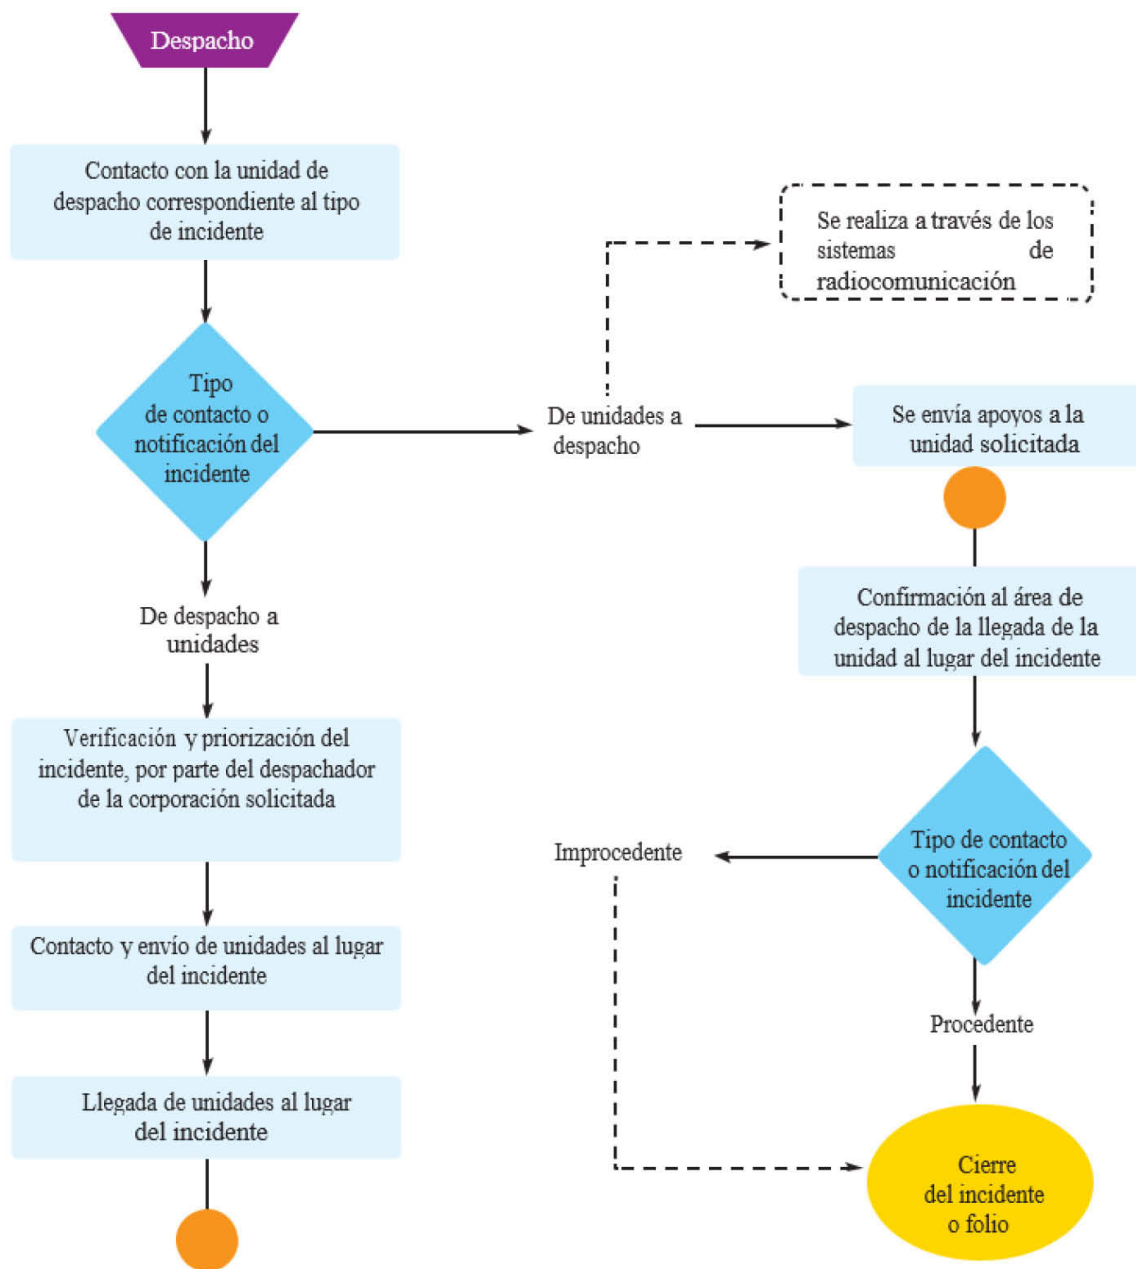 Despacho
Contacto con la unidad de
despacho correspondiente al tipo
de incidente
Tipo
de contacto o
notificación del
incidente
De despacho a
unidades
Verificación y priorización del
incidente, por parte del despachador
de la corporación solicitada
Contacto y envío de unidades al lugar
del incidente
Llegada de unidades al lugar
del incidente
De unidades a
despacho
Se realiza a través de los
sistemas de
radiocomunicación
Se envía apoyos a la
unidad solicitada
Confirmación al área de
despacho de la llegada de la
unidad al lugar del incidente
Tipo de contacto
o notificación del
incidente
Improcedente
Procedente
Cierre
del incidente
o folio